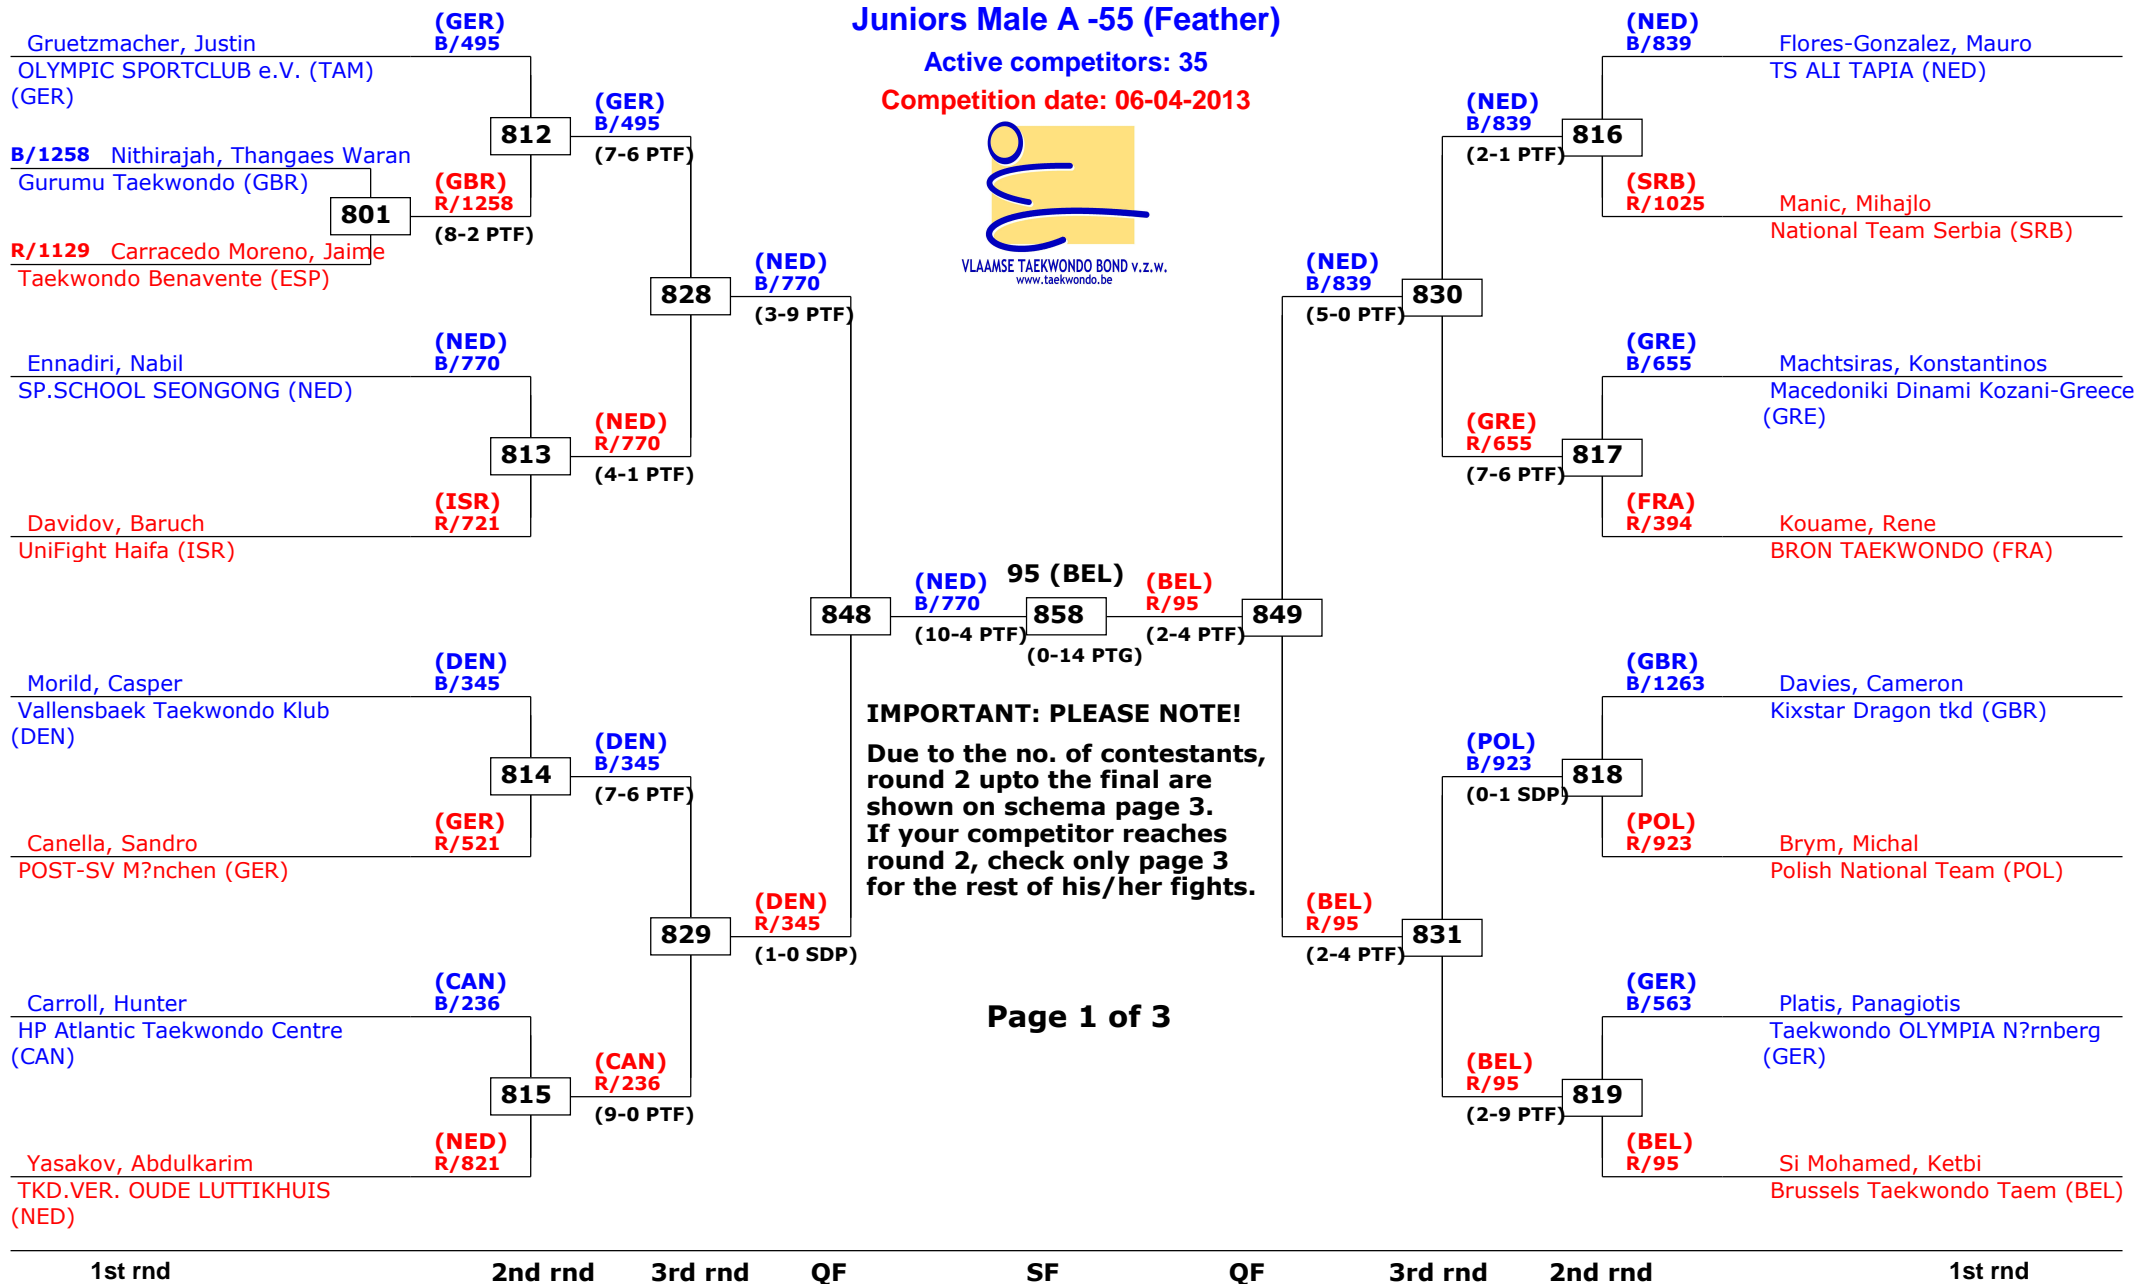 Juniors Male A -55 (Feather)
Active competitors: 35
Competition date: 06-04-2013
VLAAMSE TAEKWONDO BOND v.z.w.
www.taekwondo.be
(GER)
Gruetzmacher, Justin B/495
OLYMPIC SPORTCLUB e.V. (TAM)
(GER)
812
(GER)
B/495
(7-6 PTF)
B/1258 Nithirajah, Thangaes Waran
Gurumu Taekwondo (GBR)
801
(GBR)
R/1258
(8-2 PTF)
R/1129 Carracedo Moreno, Jaime
Taekwondo Benavente (ESP)
828
(NED)
B/770
(3-9 PTF)
(NED)
Ennadiri, Nabil B/770
SP.SCHOOL SEONGONG (NED)
813
(NED)
R/770
(4-1 PTF)
(ISR)
Davidov, Baruch R/721
UniFight Haifa (ISR)
848
(NED)
B/770
(10-4 PTF)
95 (BEL)
858
(0-14 PTG)
(BEL)
R/95
(2-4 PTF)
849
(DEN)
Morild, Casper B/345
Vallensbaek Taekwondo Klub
(DEN)
814
(DEN)
B/345
(7-6 PTF)
(GER)
Canella, Sandro R/521
POST-SV M?nchen (GER)
829
(DEN)
R/345
(1-0 SDP)
(CAN)
Carroll, Hunter B/236
HP Atlantic Taekwondo Centre
(CAN)
815
(CAN)
R/236
(9-0 PTF)
(NED)
Yasakov, Abdulkarim R/821
TKD.VER. OUDE LUTTIKHUIS
(NED)
IMPORTANT: PLEASE NOTE!
Due to the no. of contestants,
round 2 upto the final are
shown on schema page 3.
If your competitor reaches
round 2, check only page 3
for the rest of his/her fights.
Page 1 of 3
(NED)
B/839 Flores-Gonzalez, Mauro
TS ALI TAPIA (NED)
(NED)
B/839
(2-1 PTF)
816
(SRB)
R/1025 Manic, Mihajlo
National Team Serbia (SRB)
(NED)
B/839
(5-0 PTF)
830
(GRE)
B/655 Machtsiras, Konstantinos
Macedoniki Dinami Kozani-Greece
(GRE)
(GRE)
R/655
(7-6 PTF)
817
(FRA)
R/394 Kouame, Rene
BRON TAEKWONDO (FRA)
(GBR)
B/1263 Davies, Cameron
Kixstar Dragon tkd (GBR)
(POL)
B/923
(0-1 SDP)
818
(POL)
R/923 Brym, Michal
Polish National Team (POL)
(BEL)
R/95
(2-4 PTF)
831
(GER)
B/563 Platis, Panagiotis
Taekwondo OLYMPIA N?rnberg
(GER)
(BEL)
R/95
(2-9 PTF)
819
(BEL)
R/95 Si Mohamed, Ketbi
Brussels Taekwondo Taem (BEL)
1st rnd 2nd rnd 3rd rnd QF SF QF 3rd rnd 2nd rnd 1st rnd